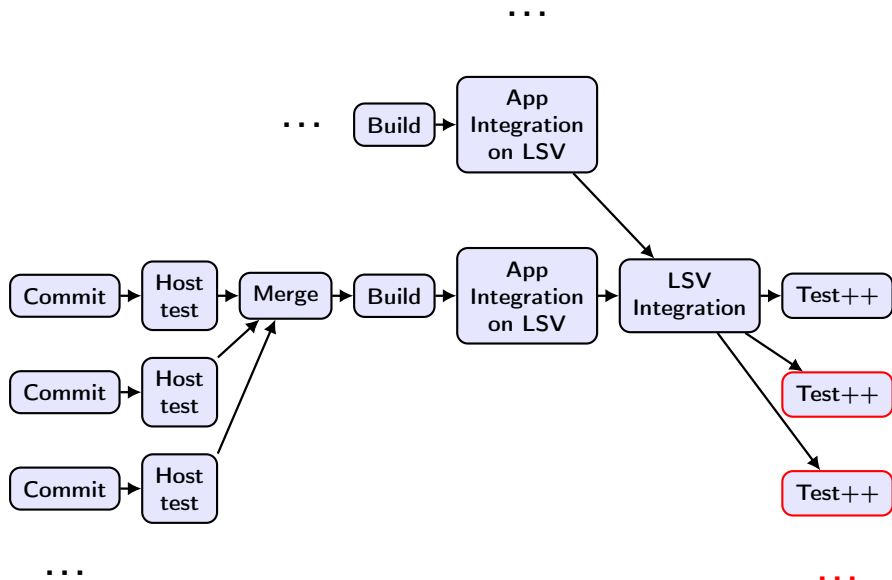 ...
... Build
App
Integration
on LSV
Commit
Host
test
Merge
Build
App
Integration
on LSV
LSV
Integration
Test++
Commit
Host
test
Test++
Commit
Host
test
Test++
...
...